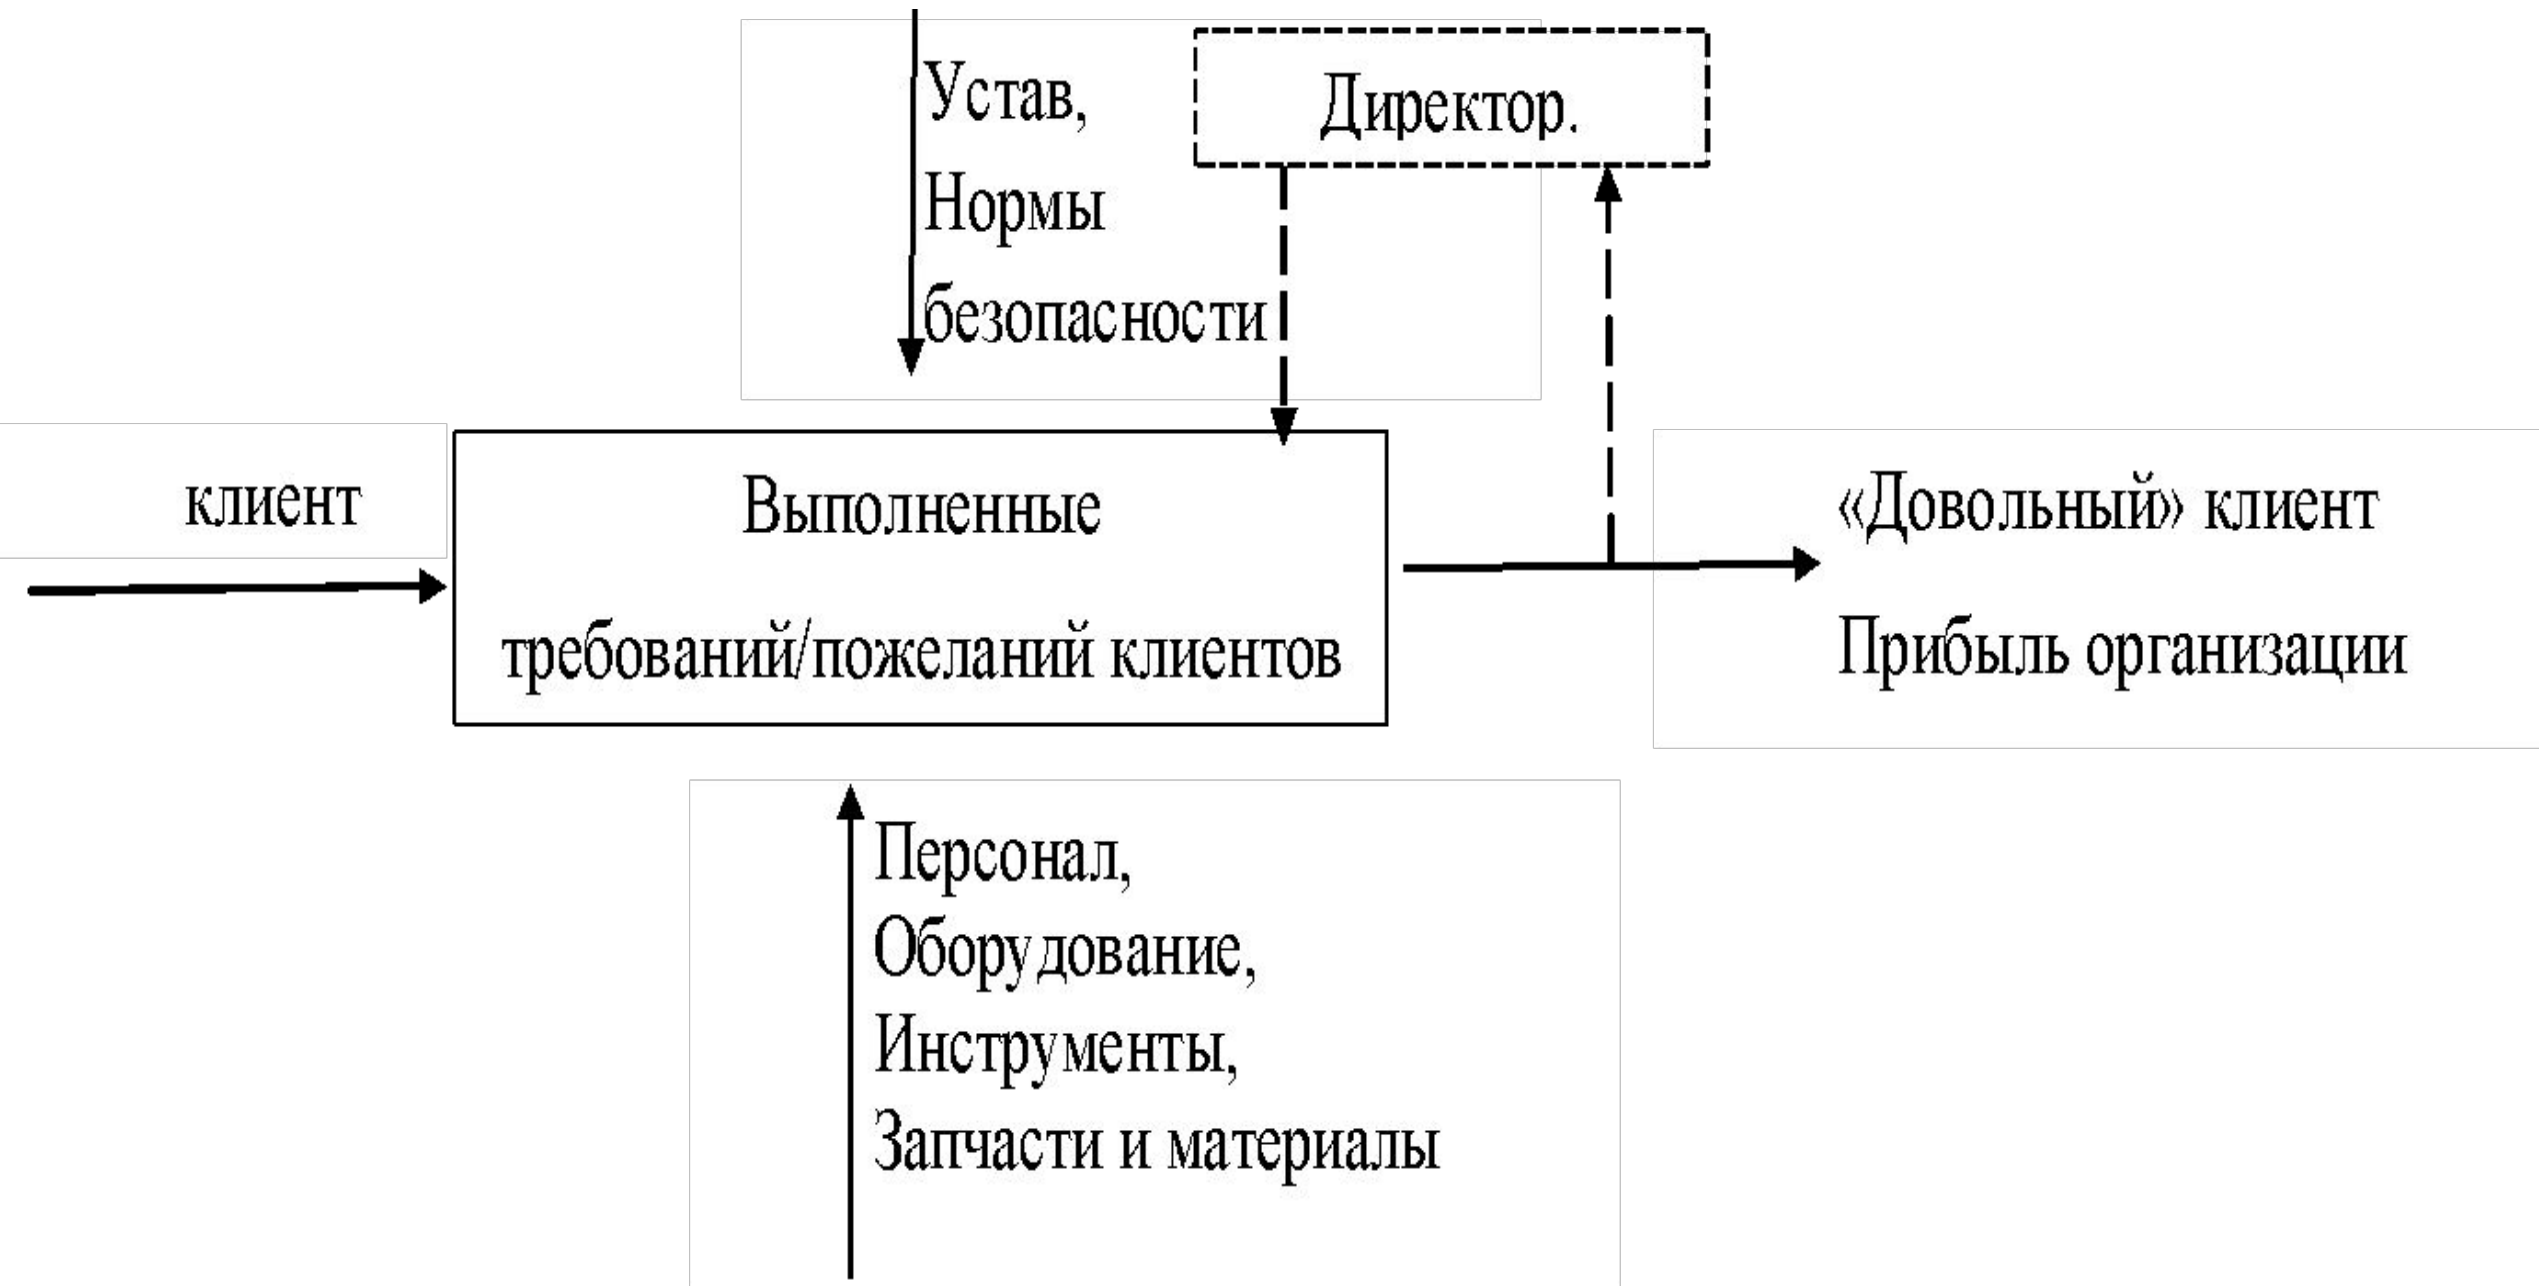 Устав,
Нормы
безопасности
Директор.
клиент
Выполненные
требований/пожеланий клиентов
«Довольный» клиент
Прибыль организации
Персонал,
Оборудование,
Инструменты,
Запчасти и материалы